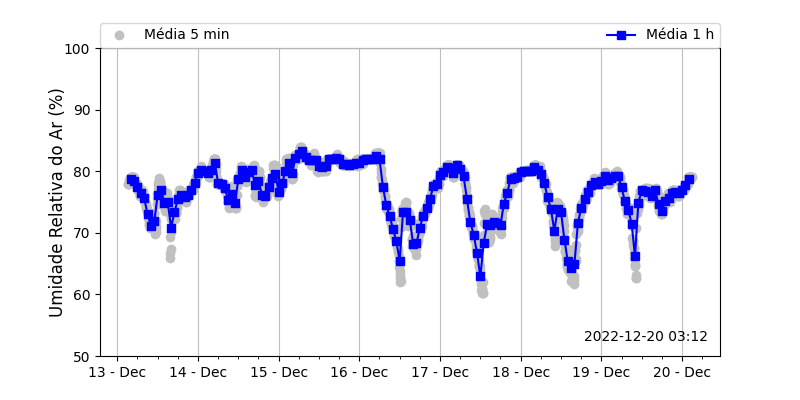 Média 5 min
Média 1 h
Umidade Relativa do Ar (%)
100
90
80
70
60
50
2022-12-20 03:12
13 - Dec
14 - Dec
15 - Dec
16 - Dec
17 - Dec
18 - Dec
19 - Dec
20 - Dec